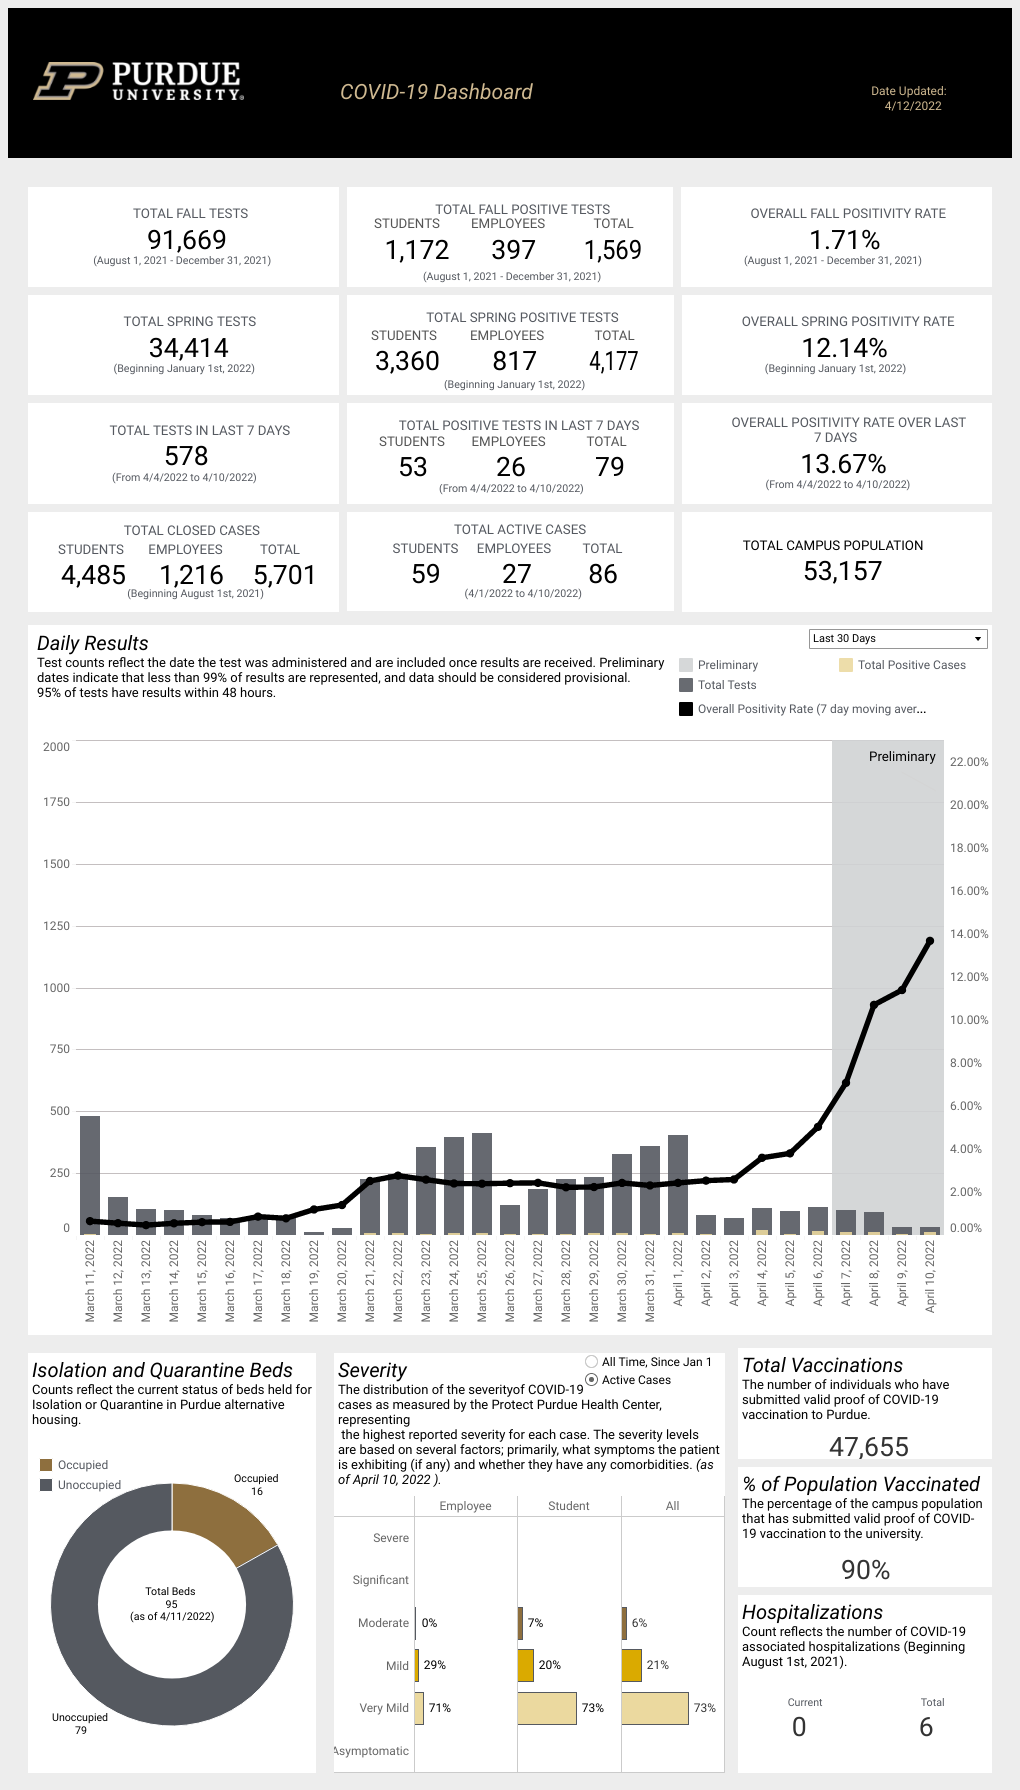 PURDUE
UNIVERSITY®
COVID-19 Dashboard
Date Updated:
4/12/2022
TOTAL FALL TESTS
91,669
(August 1, 2021 - December 31, 2021)
TOTAL FALL POSITIVE TESTS
STUDENTS EMPLOYEES TOTAL
1,172 397 1,569
(August 1, 2021 - December 31, 2021)
OVERALL FALL POSITIVITY RATE
1.71%
(August 1, 2021 - December 31, 2021)
TOTAL SPRING TESTS
34,414
(Beginning January 1st, 2022)
TOTAL SPRING POSITIVE TESTS
STUDENTS EMPLOYEES TOTAL
3,360 817 4,177
(Beginning January 1st, 2022)
OVERALL SPRING POSITIVITY RATE
12.14%
(Beginning January 1st, 2022)
TOTAL TESTS IN LAST 7 DAYS
578
(From 4/4/2022 to 4/10/2022)
TOTAL POSITIVE TESTS IN LAST 7 DAYS
STUDENTS EMPLOYEES TOTAL
53 26 79
(From 4/4/2022 to 4/10/2022)
OVERALL POSITIVITY RATE OVER LAST
7 DAYS
13.67%
(From 4/4/2022 to 4/10/2022)
TOTAL CLOSED CASES
STUDENTS EMPLOYEES TOTAL
4,485 1,216 5,701
(Beginning August 1st, 2021)
TOTAL ACTIVE CASES
STUDENTS EMPLOYEES TOTAL
59 27 86
(4/1/2022 to 4/10/2022)
TOTAL CAMPUS POPULATION
53,157
Daily Results
Test counts reflect the date the test was administered and are included once results are received. Preliminary
dates indicate that less than 99% of results are represented, and data should be considered provisional.
95% of tests have results within 48 hours.
Last 30 Days
Preliminary
Total Positive Cases
Total Tests
Overall Positivity Rate (7 day moving aver...
Preliminary
2000
1750
1500
1250
1000
750
500
250
0
22.00%
20.00%
18.00%
16.00%
14.00%
12.00%
10.00%
8.00%
6.00%
4.00%
2.00%
0.00%
March 11, 2022
March 12, 2022
March 13, 2022
March 14, 2022
March 15, 2022
March 16, 2022
March 17, 2022
March 18, 2022
March 19, 2022
March 20, 2022
March 21, 2022
March 22, 2022
March 23, 2022
March 24, 2022
March 25, 2022
March 26, 2022
March 27, 2022
March 28, 2022
March 29, 2022
March 30, 2022
March 31, 2022
April 1, 2022
April 2, 2022
April 3, 2022
April 4, 2022
April 5, 2022
April 6, 2022
April 7, 2022
April 8, 2022
April 9, 2022
April 10, 2022
Isolation and Quarantine Beds
Counts reflect the current status of beds held for
Isolation or Quarantine in Purdue alternative
housing.
Occupied
Unoccupied
Occupied
16
Total Beds
95
(as of 4/11/2022)
Unoccupied
79
Severity
All Time, Since Jan 1
Active Cases
The distribution of the severityof COVID-19
cases as measured by the Protect Purdue Health Center,
representing
the highest reported severity for each case. The severity levels
are based on several factors; primarily, what symptoms the patient
is exhibiting (if any) and whether they have any comorbidities. (as
of April 10, 2022 ).
Employee Student All
Severe
Significant
Moderate 0% 7% 6%
Mild 29% 20% 21%
Very Mild 71% 73% 73%
Asymptomatic
Total Vaccinations
The number of individuals who have
submitted valid proof of COVID-19
vaccination to Purdue.
47,655
% of Population Vaccinated
The percentage of the campus population
that has submitted valid proof of COVID-
19 vaccination to the university.
90%
Hospitalizations
Count reflects the number of COVID-19
associated hospitalizations (Beginning
August 1st, 2021).
Current Total
0 6